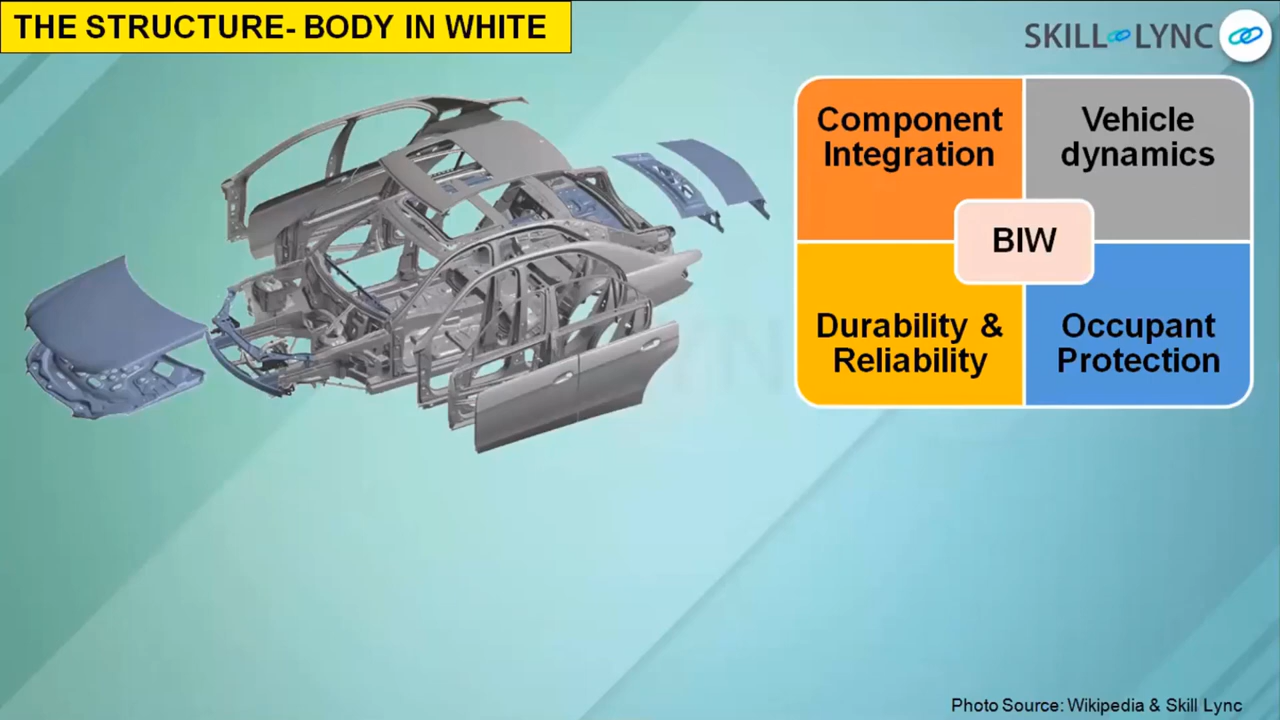 THE STRUCTURE- BODY IN WHITE
SKILL LYNC
Component
Integration
Vehicle
dynamics
BIW
Durability &
Reliability
Occupant
Protection
Photo Source: Wikipedia & Skill Lync